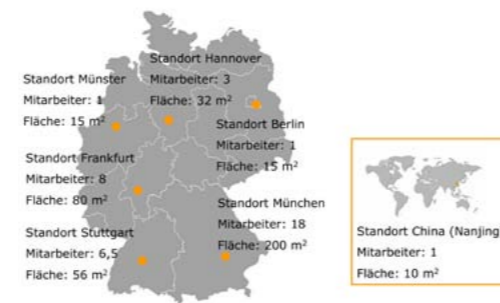 Standort Hannover
Mitarbeiter: 3
Fläche: 32 m²
Standort Münster
Mitarbeiter: 1
Fläche: 15 m²
Standort Berlin
Mitarbeiter: 1
Fläche: 15 m²
Standort Frankfurt
Mitarbeiter: 8
Fläche: 80 m²
Standort München
Mitarbeiter: 18
Fläche: 200 m²
Standort Stuttgart
Mitarbeiter: 6,5
Fläche: 56 m²
Standort China (Nanjing
Mitarbeiter: 1
Fläche: 10 m²